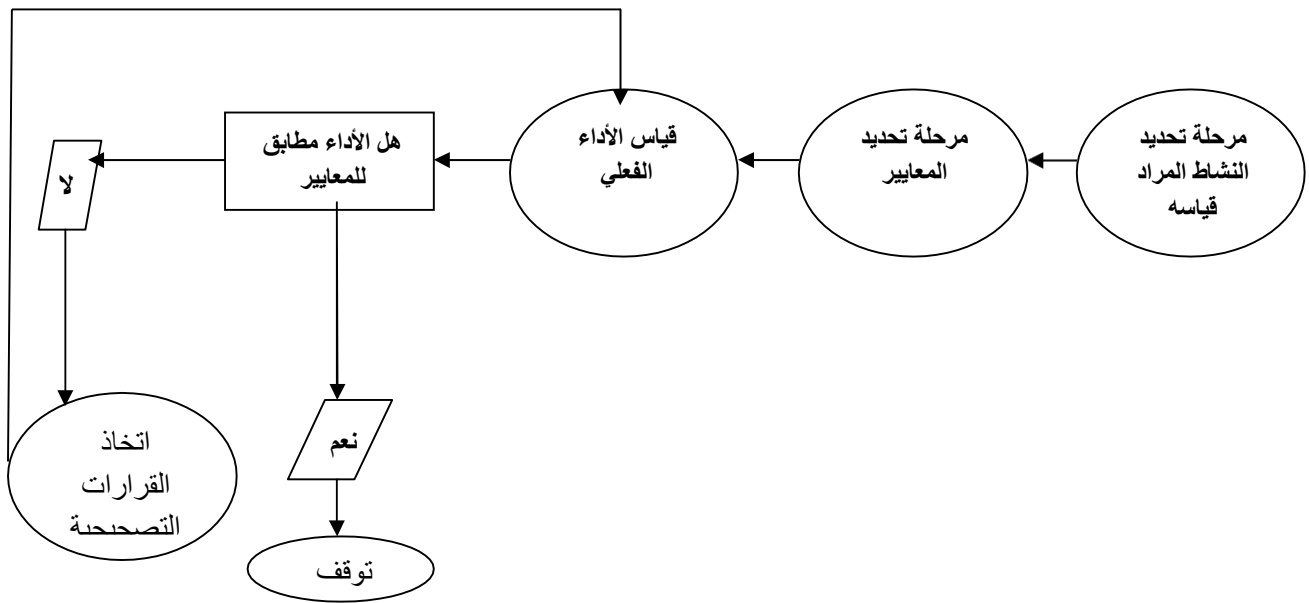 مرحلة تحديد
النشاط المراد
قياسه
مرحلة تحديد
المعايير
قياس الأداء
الفعلي
هل الأداء مطابق
للمعايير
لا
نعم
اتخاذ
القرارات
التصحيحية
توقف